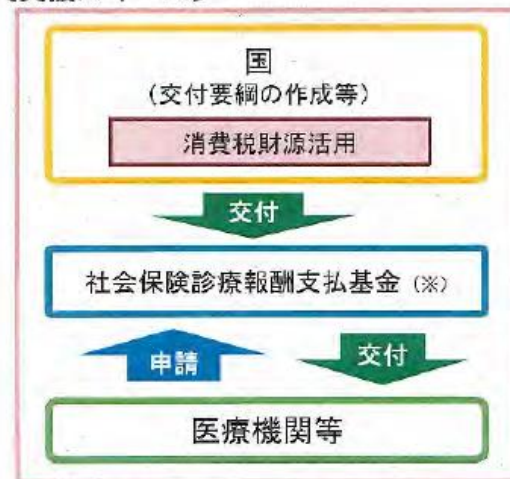 国
（交付要綱の作成等）
消費税財源活用
交付
社会保険診療報酬支払基金（※）
申請
交付
医療機関等